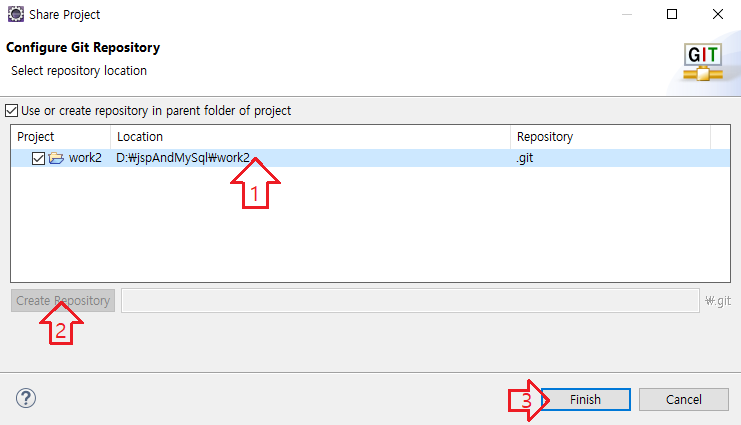 Share Project
Configure Git Repository
Select repository location
GIT
Use or create repository in parent folder of project
Project Location Repository
work2 D:₩jspAndMySql₩work2 .git
1
Create Repository ₩.git
2
3 Finish Cancel
?